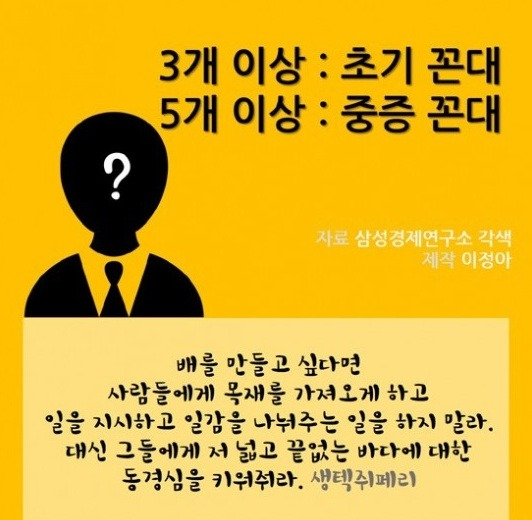 3개 이상 : 초기 꼰대
5개 이상 : 중증 꼰대
?
자료 삼성경제연구소 각색
제작 이정아
배를 만들고 싶다면
사람들에게 목재를 가져오게 하고
일을 지시하고 일감을 나눠주는 일을 하지 말라.
대신 그들에게 저 넓고 끝없는 바다에 대한
동경심을 키워줘라. 생텍쥐페리